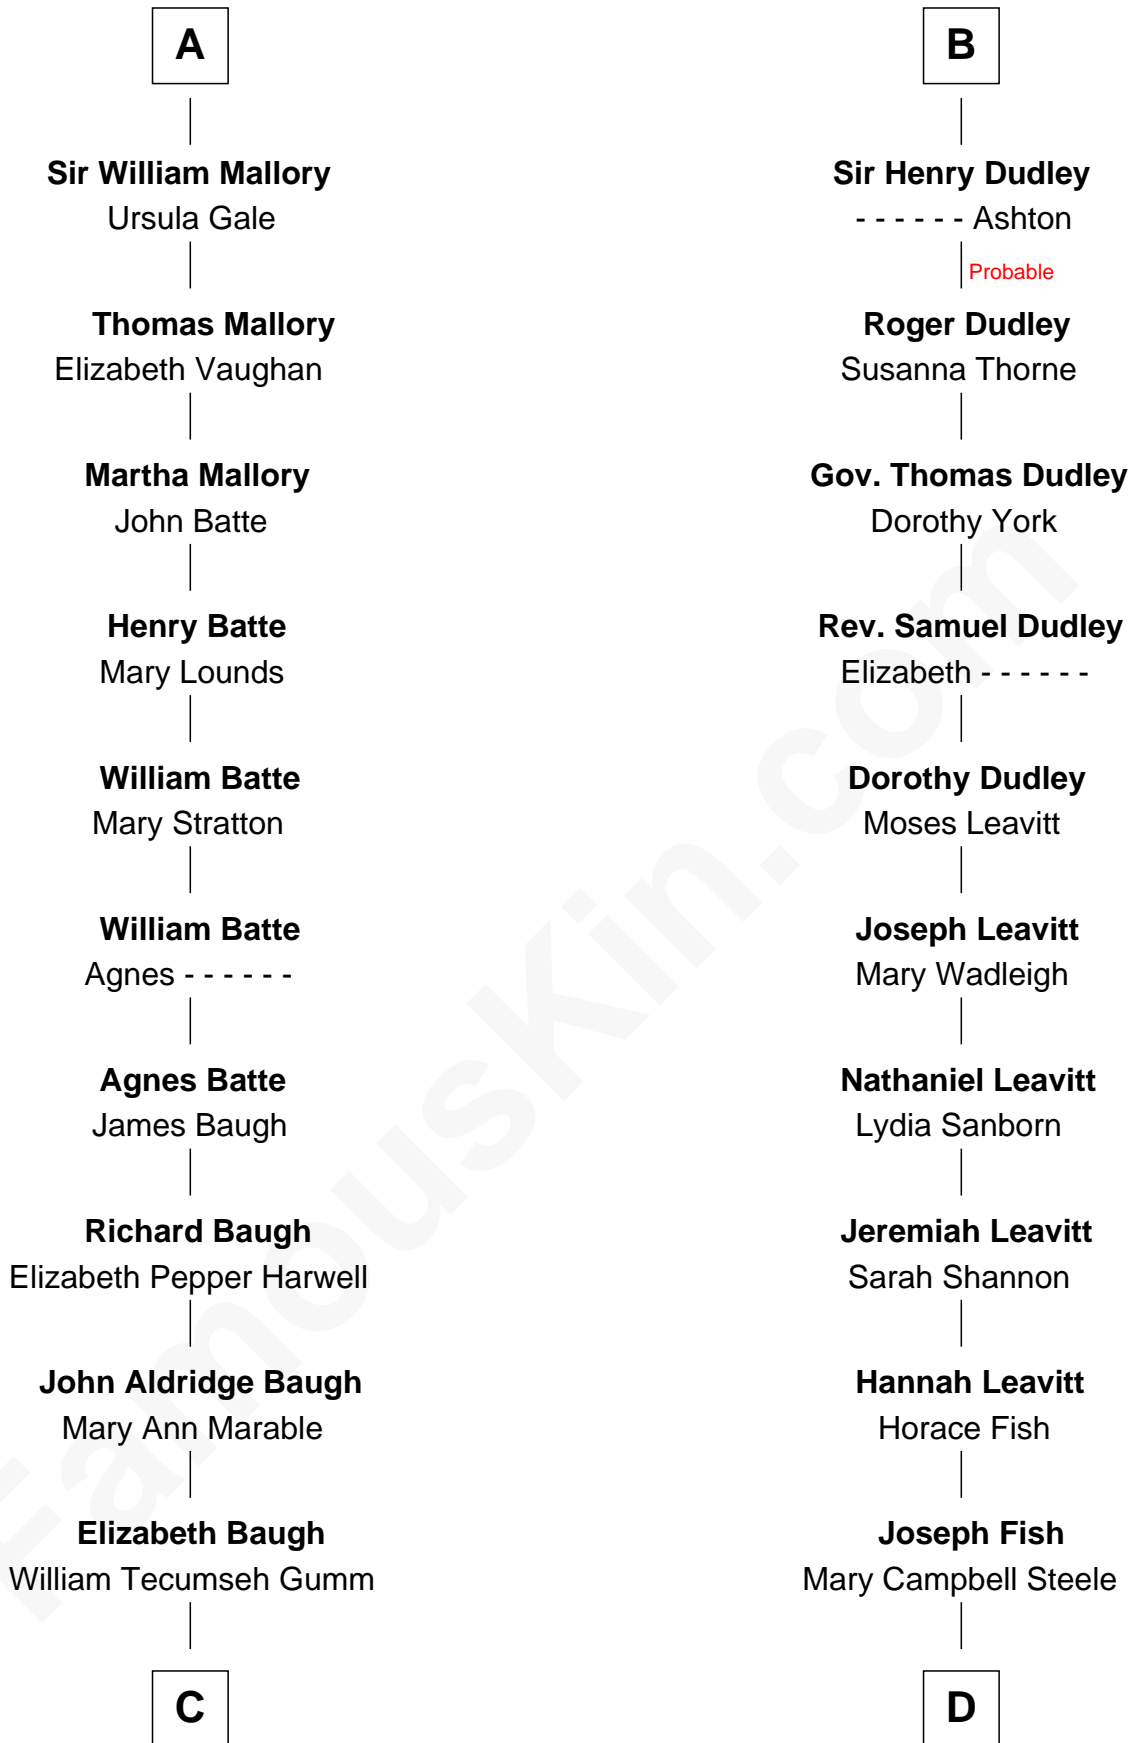 A
Sir William Mallory
Ursula Gale
Thomas Mallory
Elizabeth Vaughan
Martha Mallory
John Batte
Henry Batte
Mary Lounds
William Batte
Mary Stratton
William Batte
Agnes - - - - - -
Agnes Batte
James Baugh
Richard Baugh
Elizabeth Pepper Harwell
John Aldridge Baugh
Mary Ann Marable
Elizabeth Baugh
William Tecumseh Gumm
C
B
Sir Henry Dudley
- - - - - - Ashton
Probable
Roger Dudley
Susanna Thorne
Gov. Thomas Dudley
Dorothy York
Rev. Samuel Dudley
Elizabeth - - - - - -
Dorothy Dudley
Moses Leavitt
Joseph Leavitt
Mary Wadleigh
Nathaniel Leavitt
Lydia Sanborn
Jeremiah Leavitt
Sarah Shannon
Hannah Leavitt
Horace Fish
Joseph Fish
Mary Campbell Steele
D
FamousKin.com